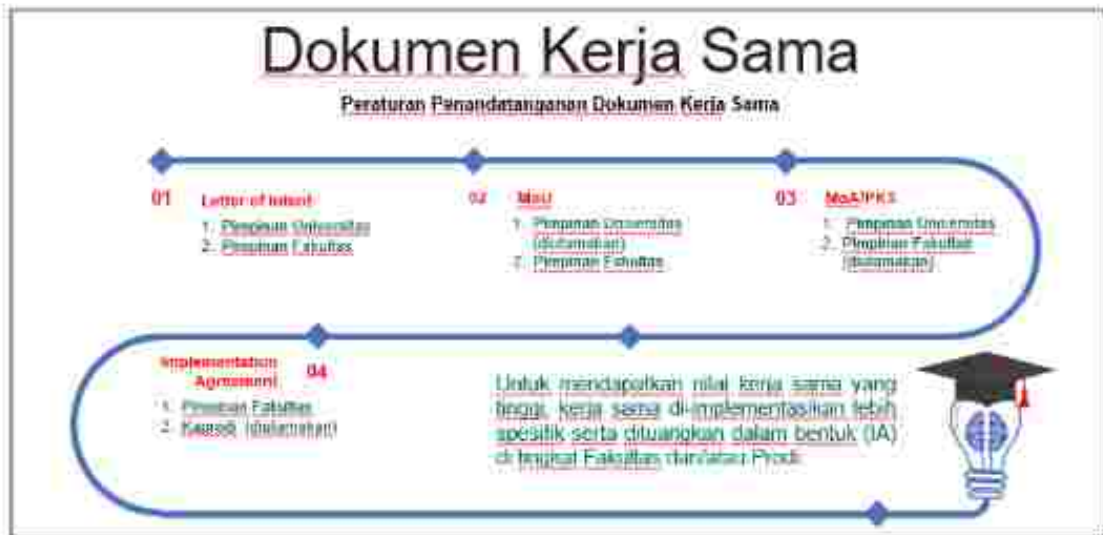 Dokumen Kerja Sama
Peraturan Penandatanganan Dokumen Kerja Sama
01 Letter of Intent
1. Pimpinan Universitas
2. Pimpinan Fakultas
02 MoU
1. Pimpinan Universitas
(diutamakan)
2. Pimpinan Fakultas
03 MoA/PKS
1. Pimpinan Universitas
2. Pimpinan Fakultas
(diutamakan)
Implementation
Agreement 04
1. Pimpinan Fakultas
2. Kaprodi (diutamakan)
Untuk mendapatkan nilai kerja sama yang
tinggi, kerja sama di-implementasikan lebih
spesifik serta dituangkan dalam bentuk (IA)
di tingkat Fakultas dan/atau Prodi